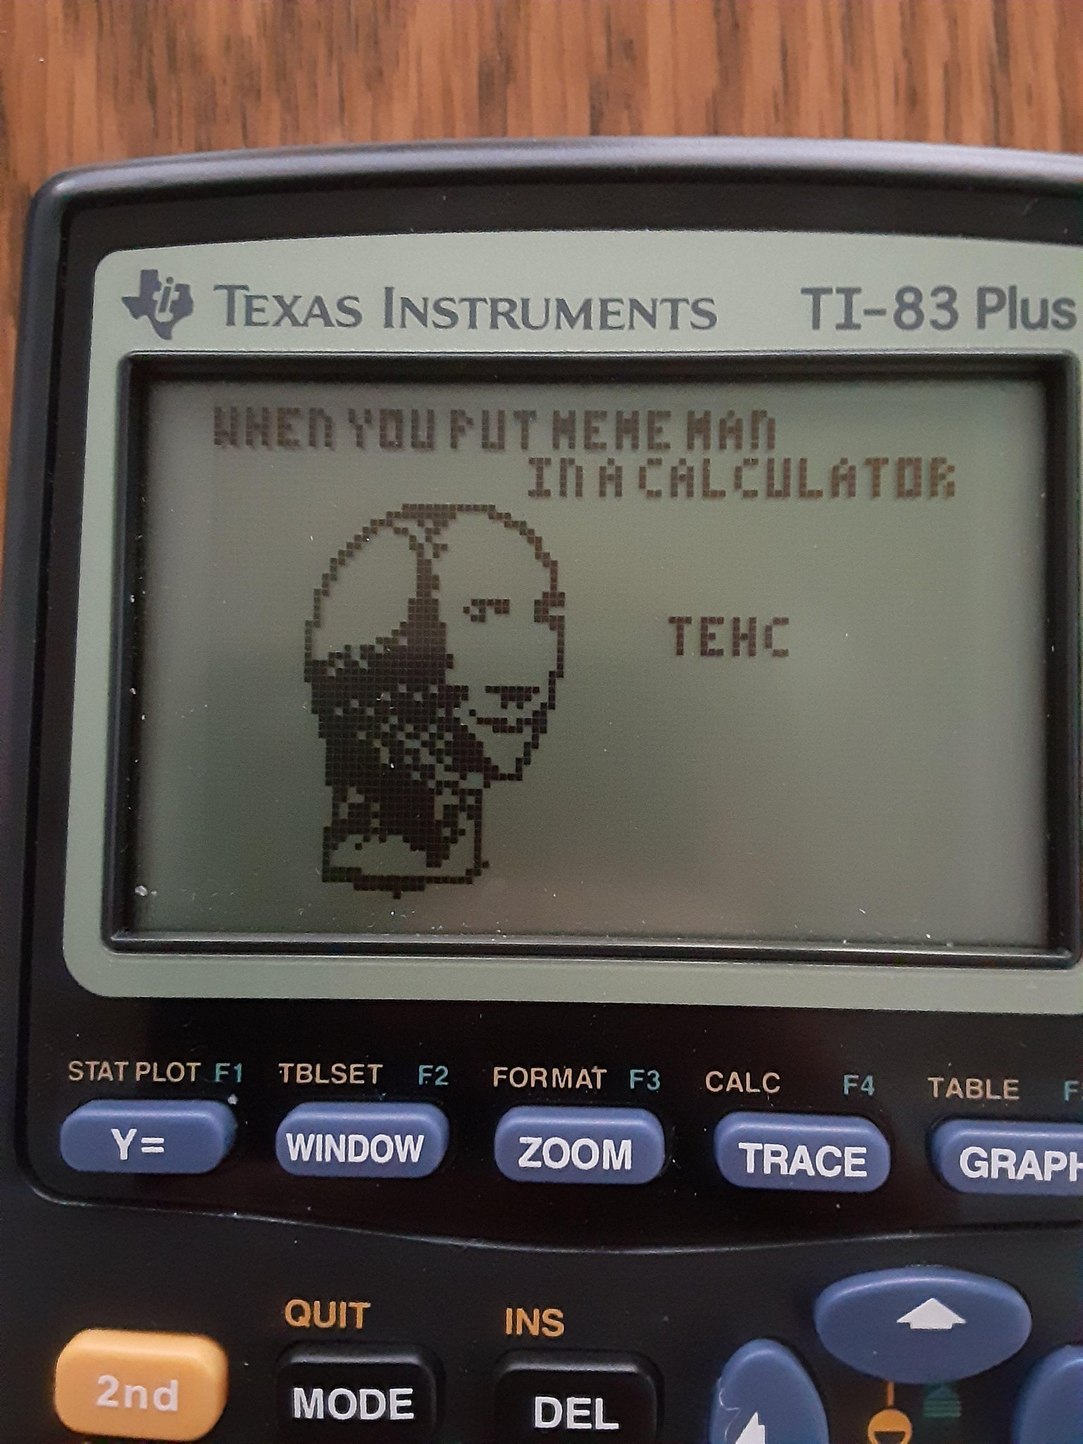 TEXAS INSTRUMENTS TI-83 Plus
WHEN YOU PUT MEME MAN
IN A CALCULATOR
TEHC
STAT PLOT F1 TBLSET F2 FORMAT F3 CALC F4 TABLE F
Y= WINDOW ZOOM TRACE GRAPH
QUIT INS
2nd MODE DEL